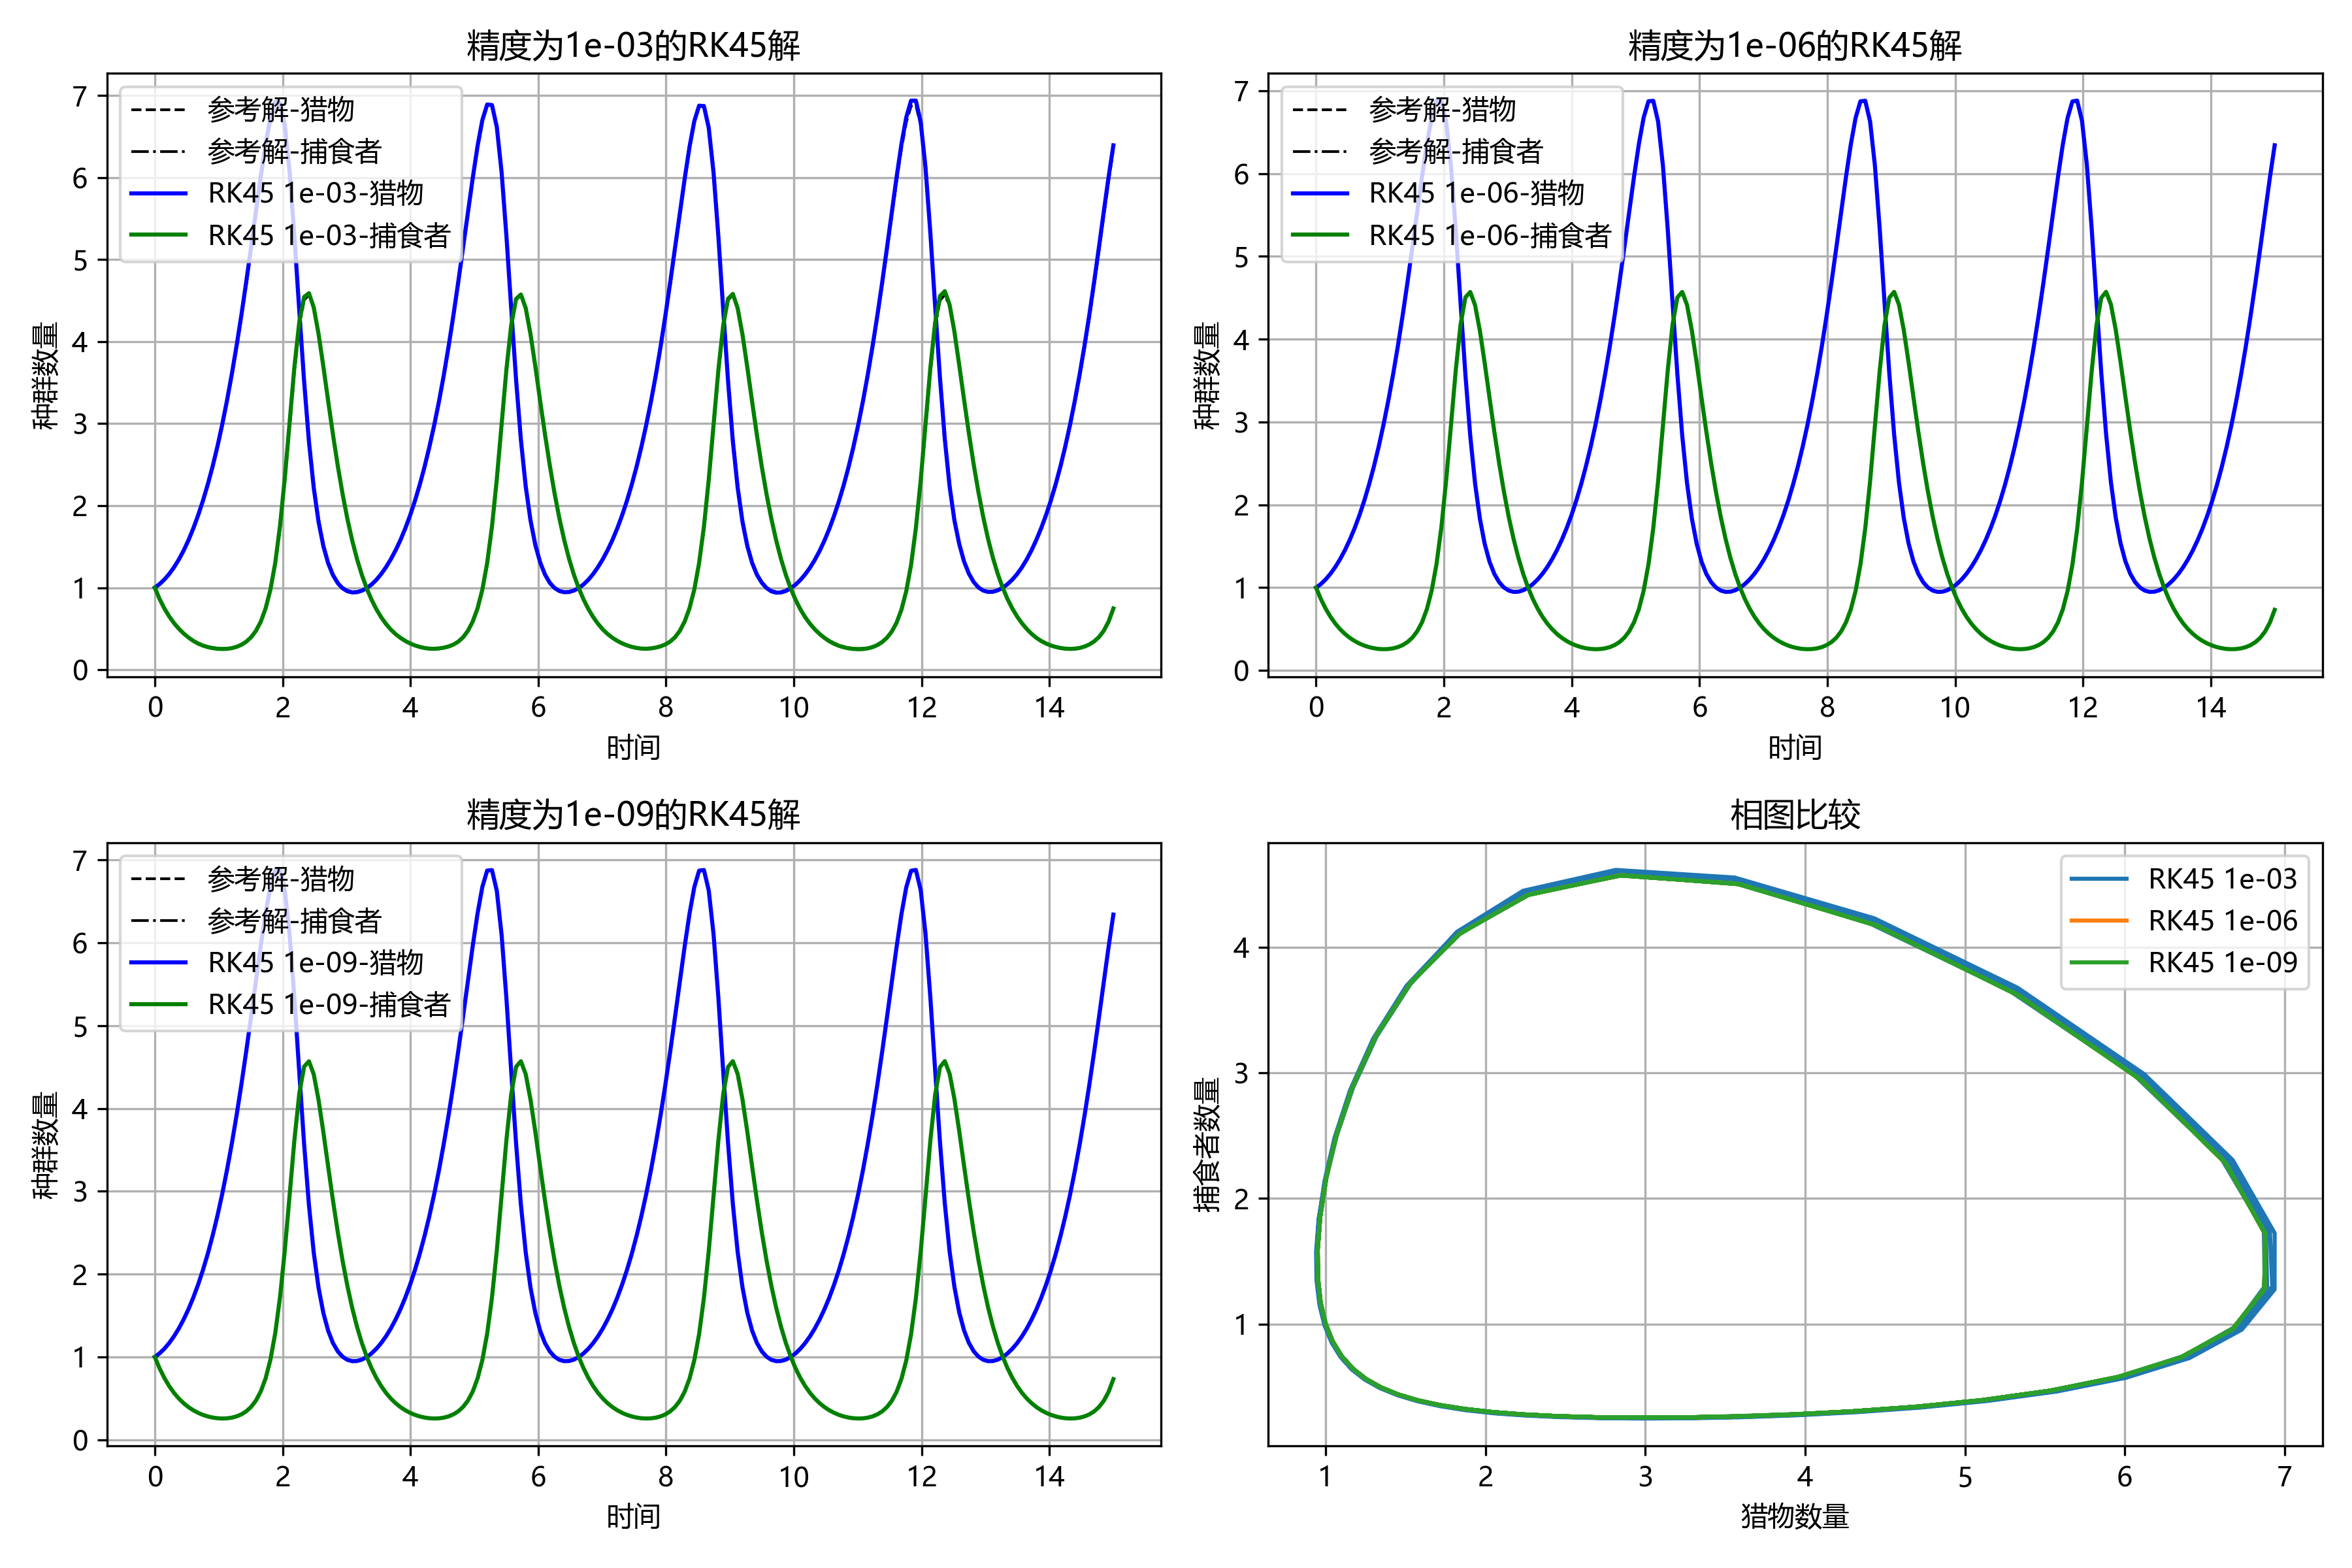 精度为1e-03的RK45解
参考解-猎物
参考解-捕食者
RK45 1e-03-猎物
RK45 1e-03-捕食者
种群数量
7
6
5
4
3
2
1
0
0 2 4 6 8 10 12 14
时间
精度为1e-06的RK45解
参考解-猎物
参考解-捕食者
RK45 1e-06-猎物
RK45 1e-06-捕食者
种群数量
7
6
5
4
3
2
1
0
0 2 4 6 8 10 12 14
时间
精度为1e-09的RK45解
参考解-猎物
参考解-捕食者
RK45 1e-09-猎物
RK45 1e-09-捕食者
种群数量
7
6
5
4
3
2
1
0
0 2 4 6 8 10 12 14
时间
相图比较
RK45 1e-03
RK45 1e-06
RK45 1e-09
捕食者数量
4
3
2
1
1 2 3 4 5 6 7
猎物数量